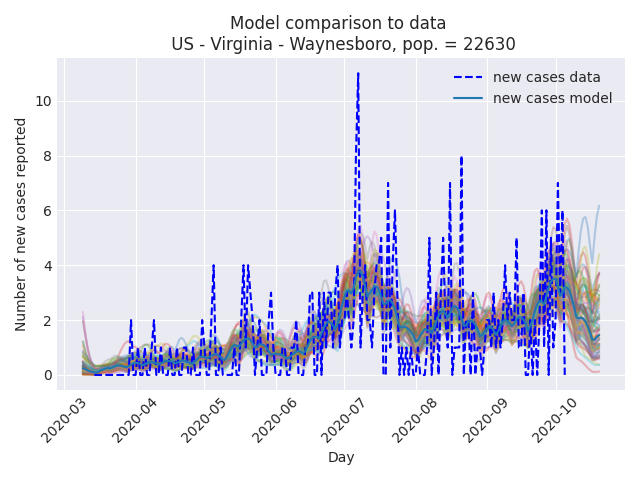 Model comparison to data
US - Virginia - Waynesboro, pop. = 22630
new cases data
new cases model
Number of new cases reported
10
8
6
4
2
0
2020-03
2020-04
2020-05
2020-06
2020-07
2020-08
2020-09
2020-10
Day